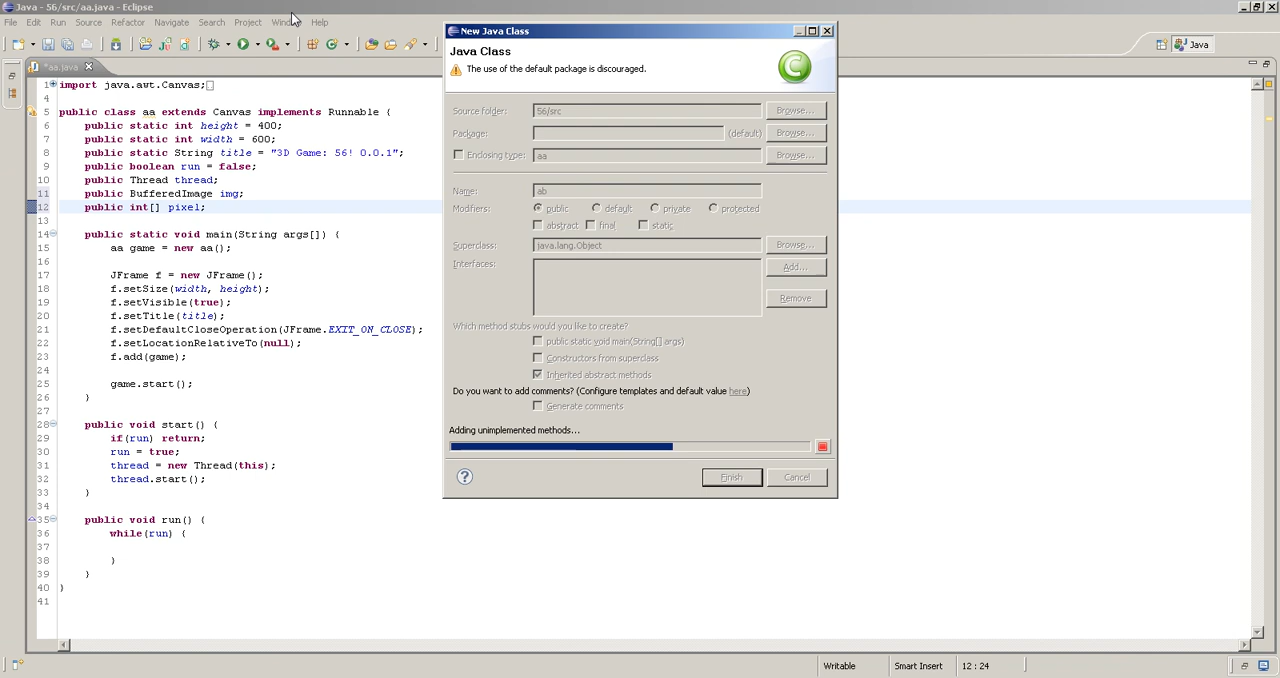 Java - 56/src/aa.java - Eclipse
File Edit Run Source Refactor Navigate Search Project Window Help
Java
*aa.java
1 import java.awt.Canvas;
4
5 public class aa extends Canvas implements Runnable {
6 public static int height = 400;
7 public static int width = 600;
8 public static String title = "3D Game: 56! 0.0.1";
9 public boolean run = false;
10 public Thread thread;
11 public BufferedImage img;
12 public int[] pixel;
13
14 public static void main(String args[]) {
15 aa game = new aa();
16
17 JFrame f = new JFrame();
18 f.setSize(width, height);
19 f.setVisible(true);
20 f.setTitle(title);
21 f.setDefaultCloseOperation(JFrame.EXIT_ON_CLOSE);
22 f.setLocationRelativeTo(null);
23 f.add(game);
24
25 game.start();
26 }
27
28 public void start() {
29 if(run) return;
30 run = true;
31 thread = new Thread(this);
32 thread.start();
33 }
34
35 public void run() {
36 while(run) {
37
38 }
39 }
40 }
41
New Java Class
Java Class
The use of the default package is discouraged.
Source folder: 56/src Browse...
Package: (default) Browse...
Enclosing type: aa Browse...
Name: ab
Modifiers: public default private protected
abstract final static
Superclass: java.lang.Object Browse...
Interfaces: Add...
Remove
Which method stubs would you like to create?
public static void main(String[] args)
Constructors from superclass
Inherited abstract methods
Do you want to add comments? (Configure templates and default value here)
Generate comments
Adding unimplemented methods...
Finish Cancel
Writable Smart Insert 12 : 24